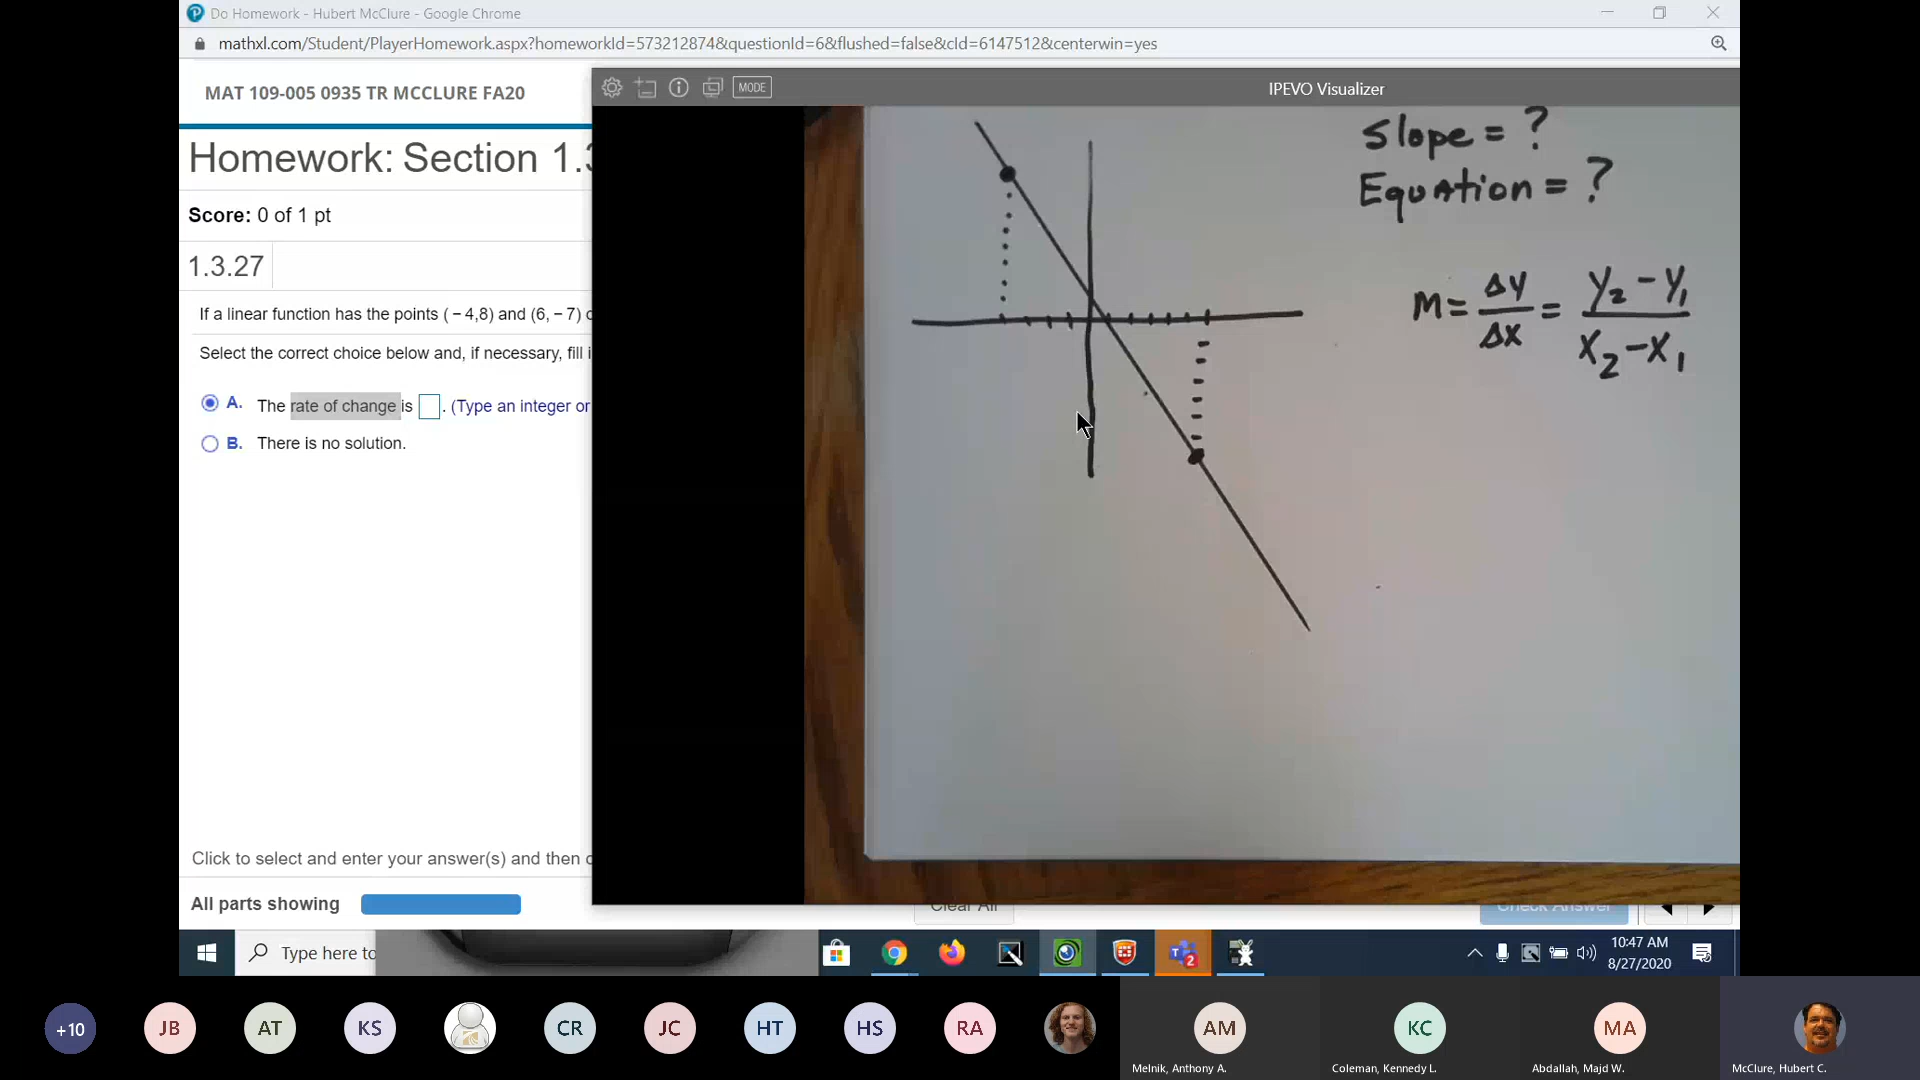 Do Homework - Hubert McClure - Google Chrome
mathxl.com/Student/PlayerHomework.aspx?homeworkId=573212874&questionId=6&flushed=false&cId=6147512&centerwin=yes
MAT 109-005 0935 TR MCCLURE FA20
MODE
IPEVO Visualizer
Homework: Section 1.3
Score: 0 of 1 pt
1.3.27
If a linear function has the points (−4,8) and (6,−7)
Select the correct choice below and, if necessary, fill
A. The rate of change is . (Type an integer or
B. There is no solution.
Slope = ?
Equation = ?
M = ΔY/ΔX = Y₂-Y₁/X₂-X₁
Click to select and enter your answer(s) and then
All parts showing
Clear All
Check Answer
Type here to
2
10:47 AM
8/27/2020
+10
JB
AT
KS
CR
JC
HT
HS
RA
AM
KC
MA
Melnik, Anthony A.
Coleman, Kennedy L.
Abdallah, Majd W.
McClure, Hubert C.